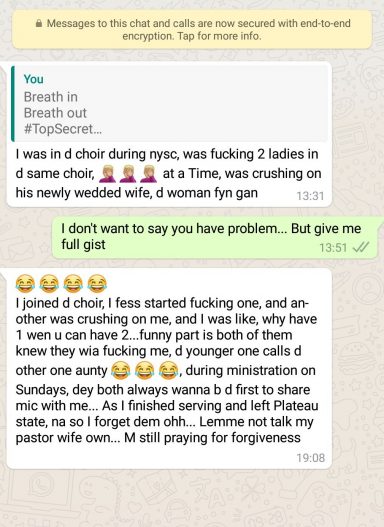 Messages to this chat and calls are now secured with end-to-end
encryption. Tap for more info.
You
Breath in
Breath out
#TopSecret…
I was in d choir during nysc, was fucking 2 ladies in
d same choir, 🤦🏼🤦🏼🤦🏼 at a Time, was crushing on
his newly wedded wife, d woman fyn gan
13:31
I don't want to say you have problem... But give me
full gist
13:51
😂😂😂😂
I joined d choir, I fess started fucking one, and an-
other was crushing on me, and I was like, why have
1 wen u can have 2...funny part is both of them
knew they wia fucking me, d younger one calls d
other one aunty 😂😂😂, during ministration on
Sundays, dey both always wanna b d first to share
mic with me... As I finished serving and left Plateau
state, na so I forget dem ohh... Lemme not talk my
pastor wife own... M still praying for forgiveness
19:08